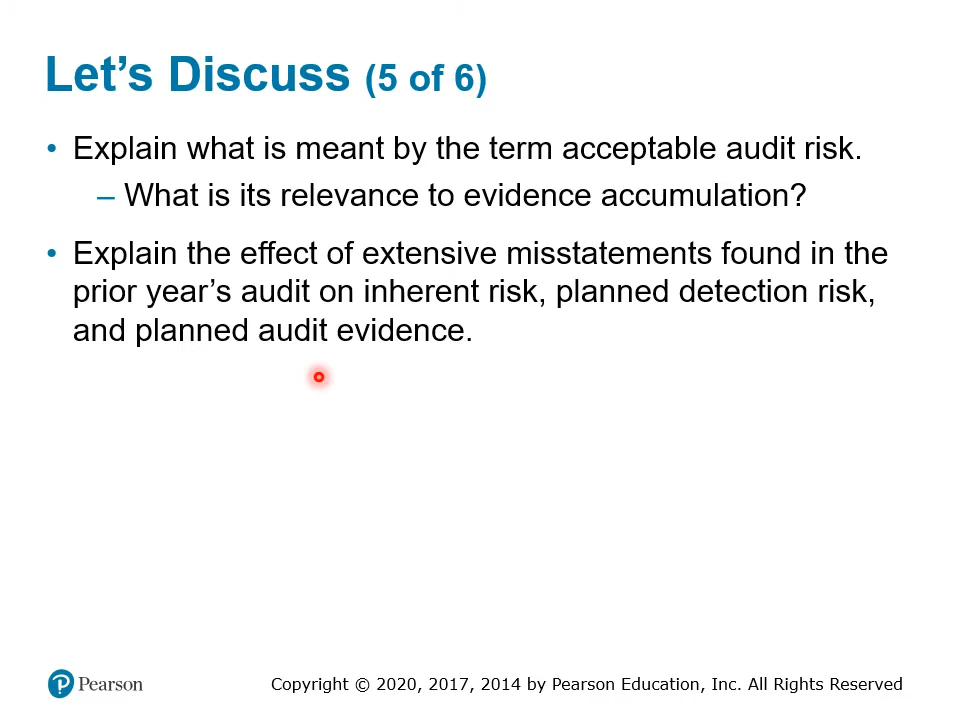 Let’s Discuss (5 of 6)
• Explain what is meant by the term acceptable audit risk.
– What is its relevance to evidence accumulation?
• Explain the effect of extensive misstatements found in the
prior year’s audit on inherent risk, planned detection risk,
and planned audit evidence.
Pearson
Copyright © 2020, 2017, 2014 by Pearson Education, Inc. All Rights Reserved